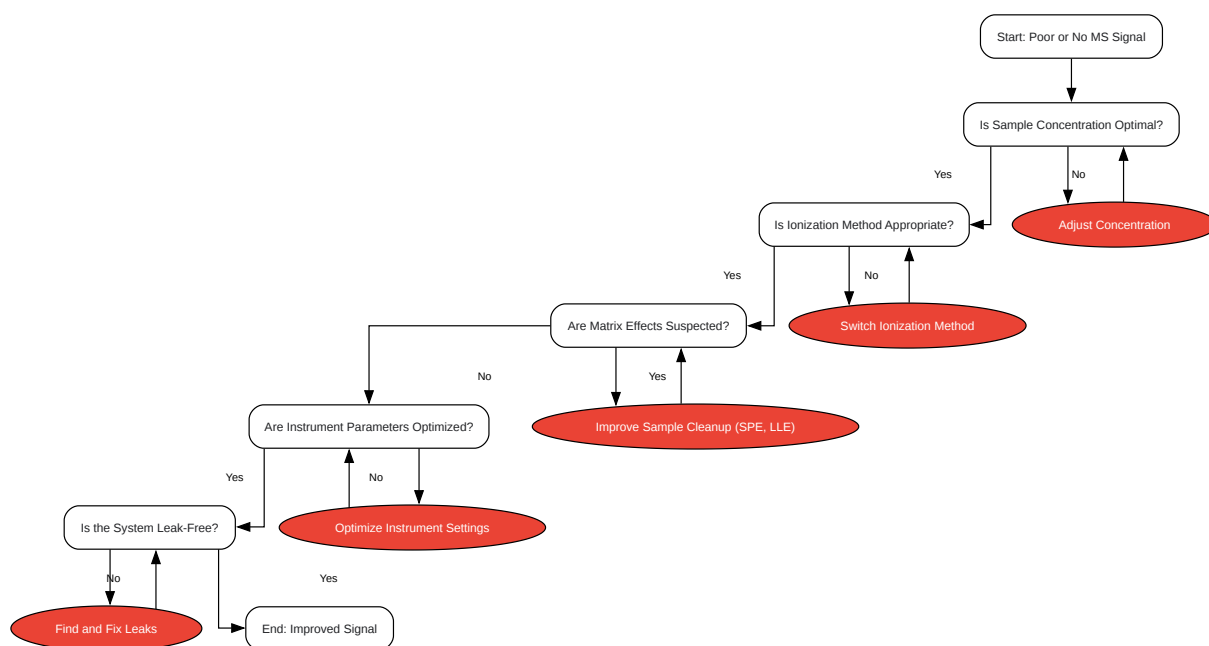 Start: Poor or No MS Signal
Is Sample Concentration Optimal?
Yes
No
Is Ionization Method Appropriate?
Adjust Concentration
Yes
No
Are Matrix Effects Suspected?
Switch Ionization Method
No
Yes
Are Instrument Parameters Optimized?
Improve Sample Cleanup (SPE, LLE)
Yes
No
Is the System Leak-Free?
Optimize Instrument Settings
No
Yes
Find and Fix Leaks
End: Improved Signal